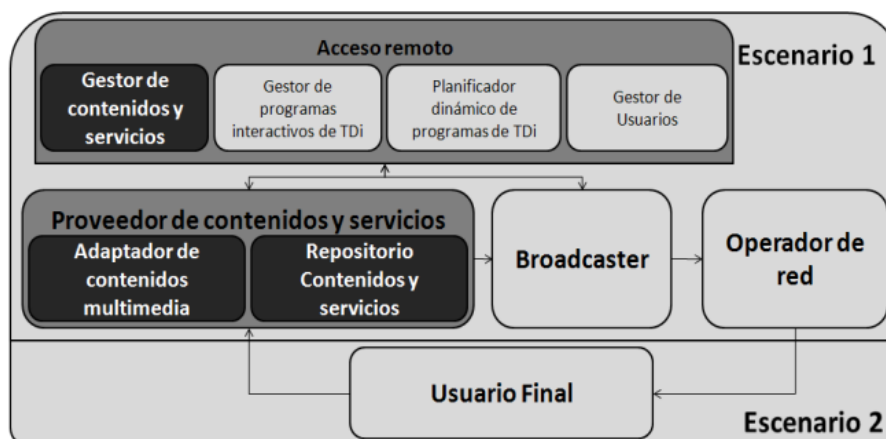 Acceso remoto
Escenario 1
Gestor de
contenidos y
servicios
Gestor de
programas
interactivos de TDi
Planificador
dinámico de
programas de TDi
Gestor de
Usuarios
Proveedor de contenidos y servicios
Adaptador de
contenidos
multimedia
Repositorio
Contenidos y
servicios
Broadcaster
Operador de
red
Usuario Final
Escenario 2